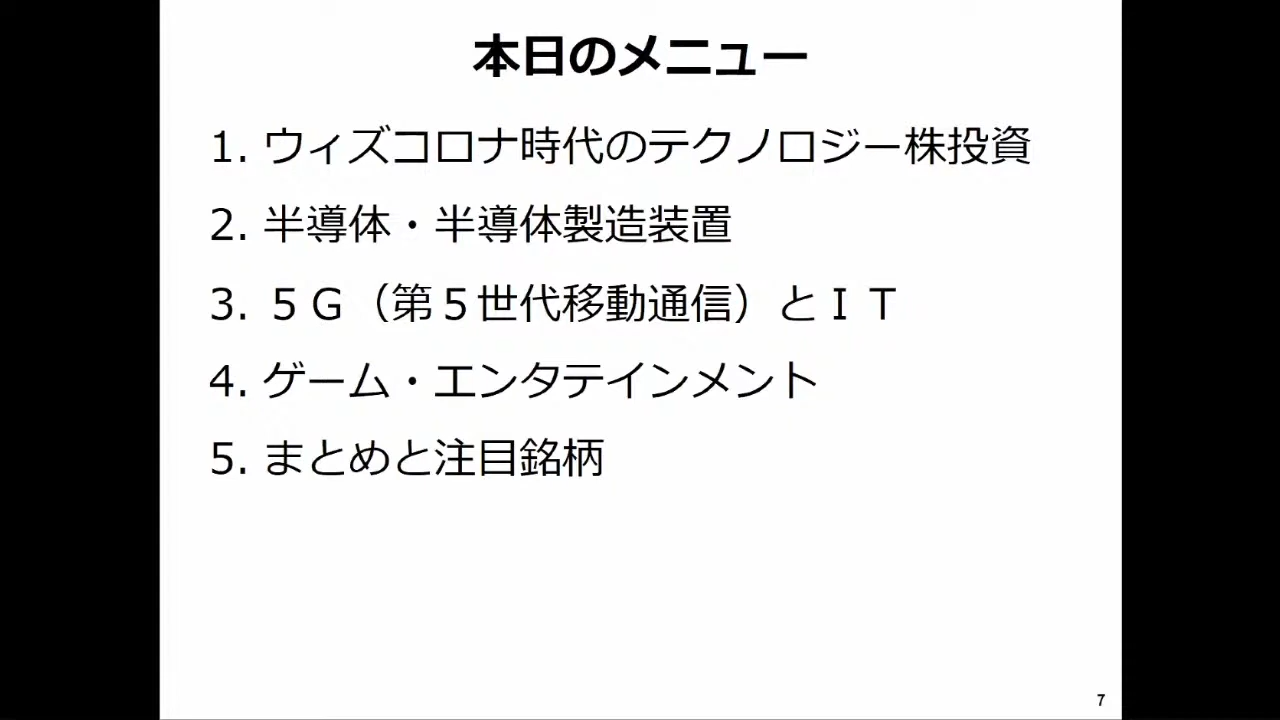 本日のメニュー
1. ウィズコロナ時代のテクノロジー株投資
2. 半導体・半導体製造装置
3. ５Ｇ（第５世代移動通信）とＩＴ
4. ゲーム・エンタテインメント
5. まとめと注目銘柄
7